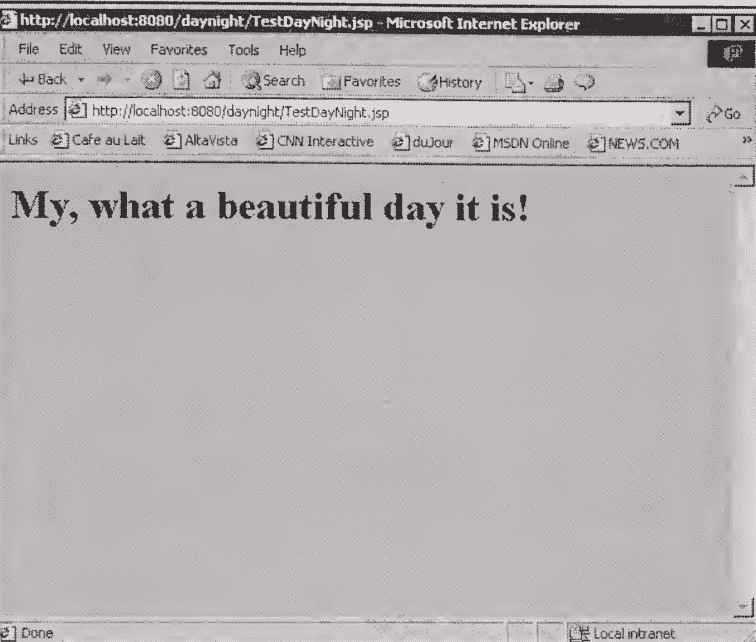 http://localhost:8080/daynight/TestDayNight.jsp - Microsoft Internet Explorer
File Edit View Favorites Tools Help
Back Search Favorites History
Address http://localhost:8080/daynight/TestDayNight.jsp Go
Links Cafe au Lait AltaVista CNN Interactive duJour MSDN Online NEWS.COM »
My, what a beautiful day it is!
Done Local intranet